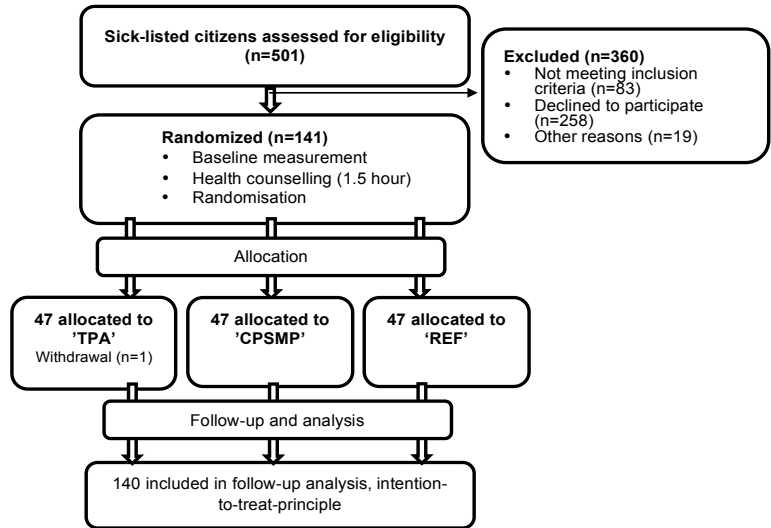 Sick-listed citizens assessed for eligibility
(n=501)
Excluded (n=360)
• Not meeting inclusion
criteria (n=83)
• Declined to participate
(n=258)
• Other reasons (n=19)
Randomized (n=141)
• Baseline measurement
• Health counselling (1.5 hour)
• Randomisation
Allocation
47 allocated to
’TPA’
Withdrawal (n=1)
47 allocated to
’CPSMP’
47 allocated to
‘REF’
Follow-up and analysis
140 included in follow-up analysis, intention-
to-treat-principle